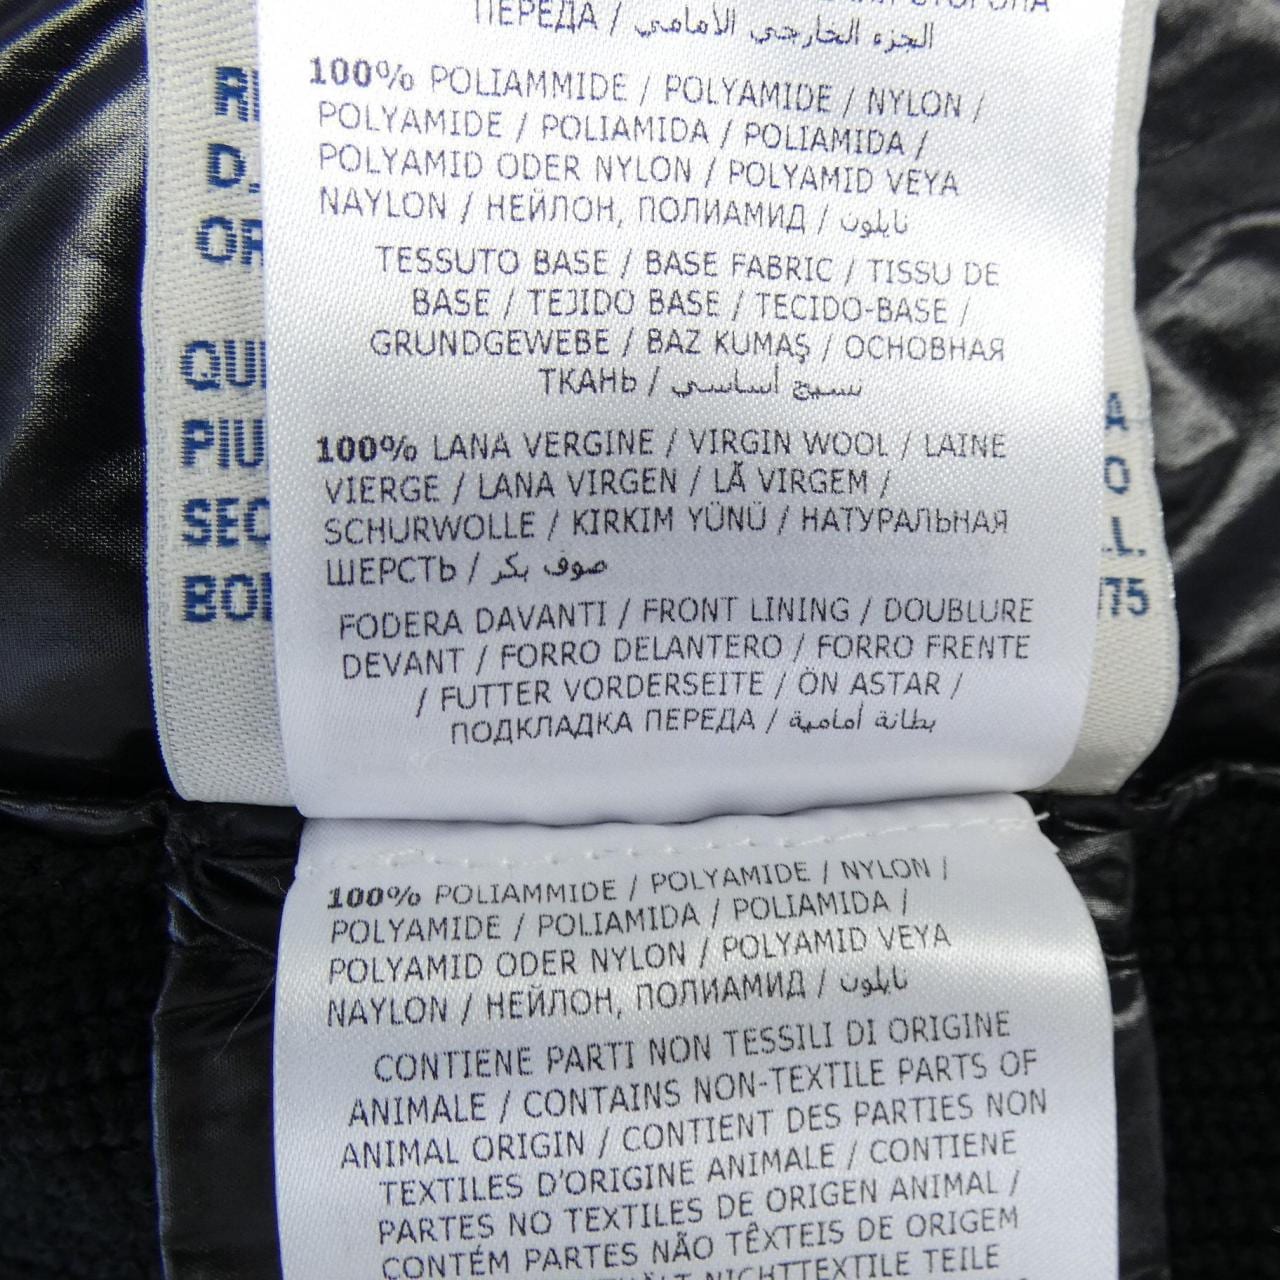 ПЕРЕДА / الجزء الخارجي الأمامي
100% POLIAMMIDE / POLYAMIDE / NYLON /
POLYAMIDE / POLIAMIDA / POLIAMIDA /
POLYAMID ODER NYLON / POLYAMID VEYA
NAYLON / НЕЙЛОН, ПОЛИАМИД / نايلون
TESSUTO BASE / BASE FABRIC / TISSU DE
BASE / TEJIDO BASE / TECIDO-BASE /
GRUNDGEWEBE / BAZ KUMAŞ / ОСНОВНАЯ
ТКАНЬ / نسيج أساسي
100% LANA VERGINE / VIRGIN WOOL / LAINE
VIERGE / LANA VIRGEN / LÃ VIRGEM /
SCHURWOLLE / KIRKIM YÜNÜ / НАТУРАЛЬНАЯ
ШЕРСТЬ / صوف بكر
FODERA DAVANTI / FRONT LINING / DOUBLURE
DEVANT / FORRO DELANTERO / FORRO FRENTE
/ FUTTER VORDERSEITE / ÖN ASTAR /
ПОДКЛАДКА ПЕРЕДА / بطانة أمامية
100% POLIAMMIDE / POLYAMIDE / NYLON /
POLYAMIDE / POLIAMIDA / POLIAMIDA /
POLYAMID ODER NYLON / POLYAMID VEYA
NAYLON / НЕЙЛОН, ПОЛИАМИД / نايلون
CONTIENE PARTI NON TESSILI DI ORIGINE
ANIMALE / CONTAINS NON-TEXTILE PARTS OF
ANIMAL ORIGIN / CONTIENT DES PARTIES NON
TEXTILES D'ORIGINE ANIMALE / CONTIENE
PARTES NO TEXTILES DE ORIGEN ANIMAL /
CONTÉM PARTES NÃO TÊXTEIS DE ORIGEM
NICHTTEXTILE TEILE